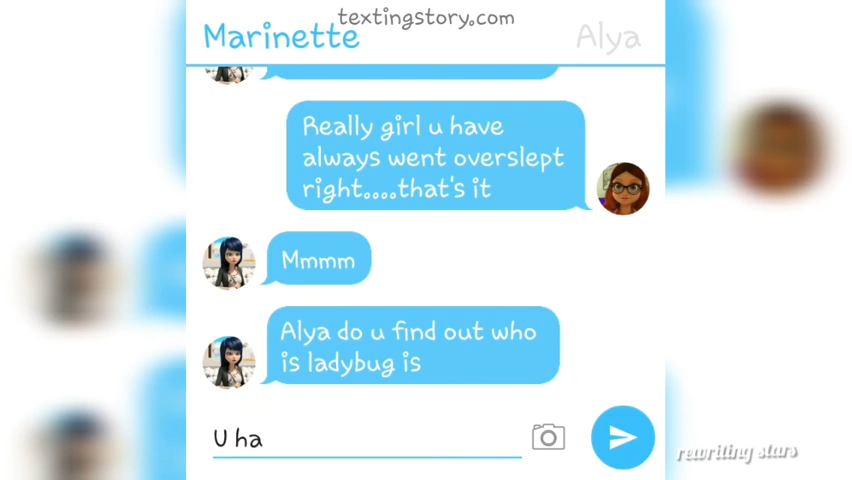 textingstory.com
Marinette
Alya
Really girl u have
always went overslept
right....that's it
Mmmm
Alya do u find out who
is ladybug is
U ha
rewriting stars